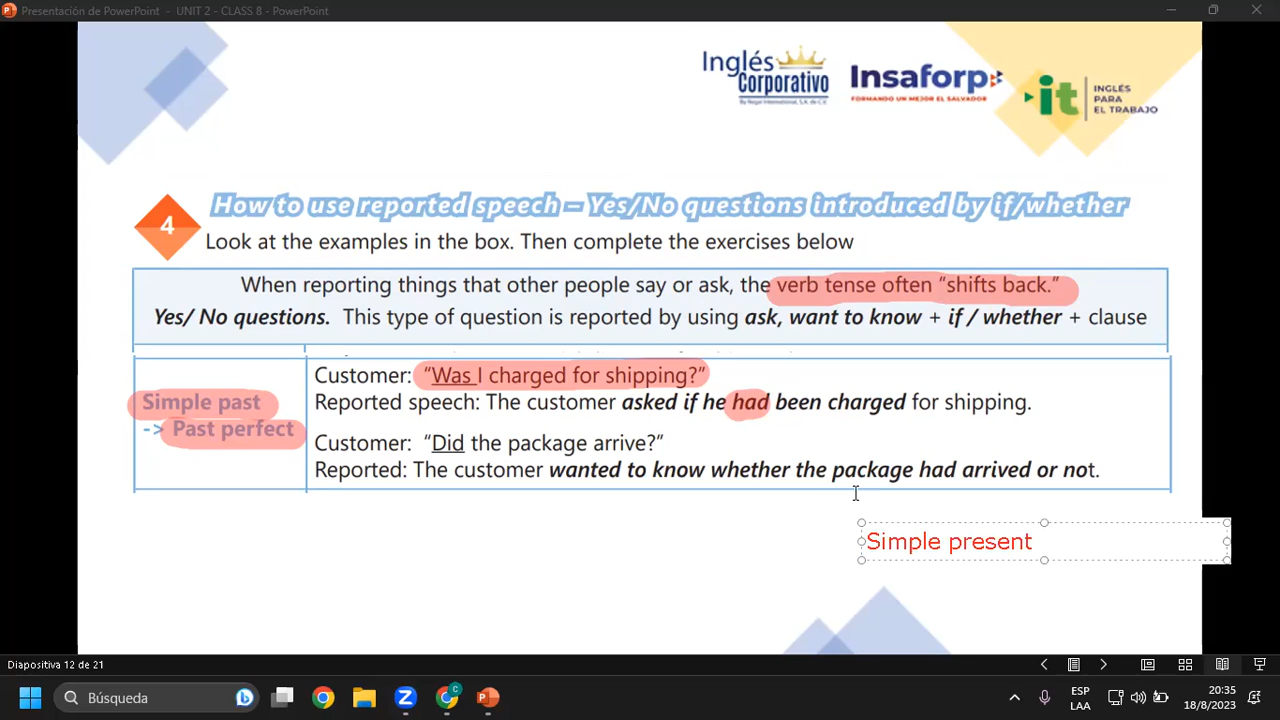 Presentación de PowerPoint - UNIT 2 - CLASS 8 - PowerPoint
Inglés
Corporativo
By Regal International, S.A. de C.V.
Insaforp
FORMANDO UN MEJOR EL SALVADOR
it
INGLÉS
PARA
EL TRABAJO
4
How to use reported speech – Yes/No questions introduced by if/whether
Look at the examples in the box. Then complete the exercises below
When reporting things that other people say or ask, the verb tense often “shifts back.”
Yes/ No questions. This type of question is reported by using ask, want to know + if / whether + clause
Simple past
-> Past perfect
Customer: “Was I charged for shipping?”
Reported speech: The customer asked if he had been charged for shipping.
Customer: “Did the package arrive?”
Reported: The customer wanted to know whether the package had arrived or not.
Simple present
Diapositiva 12 de 21
Búsqueda
ESP
LAA
20:35
18/8/2023